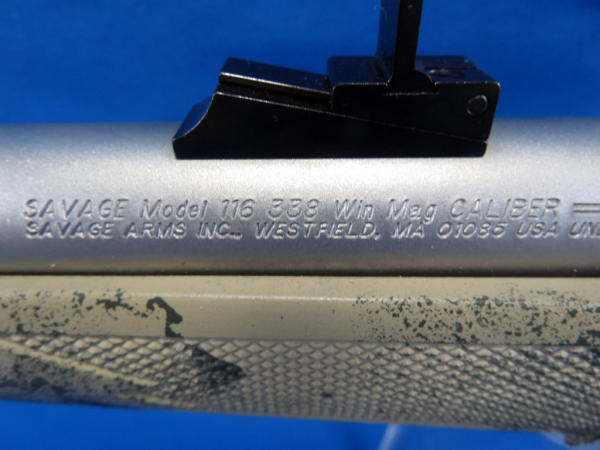 SAVAGE Model 116 338 Win Mag CALIBER
SAVAGE ARMS INC., WESTFIELD, MA 01085 USA